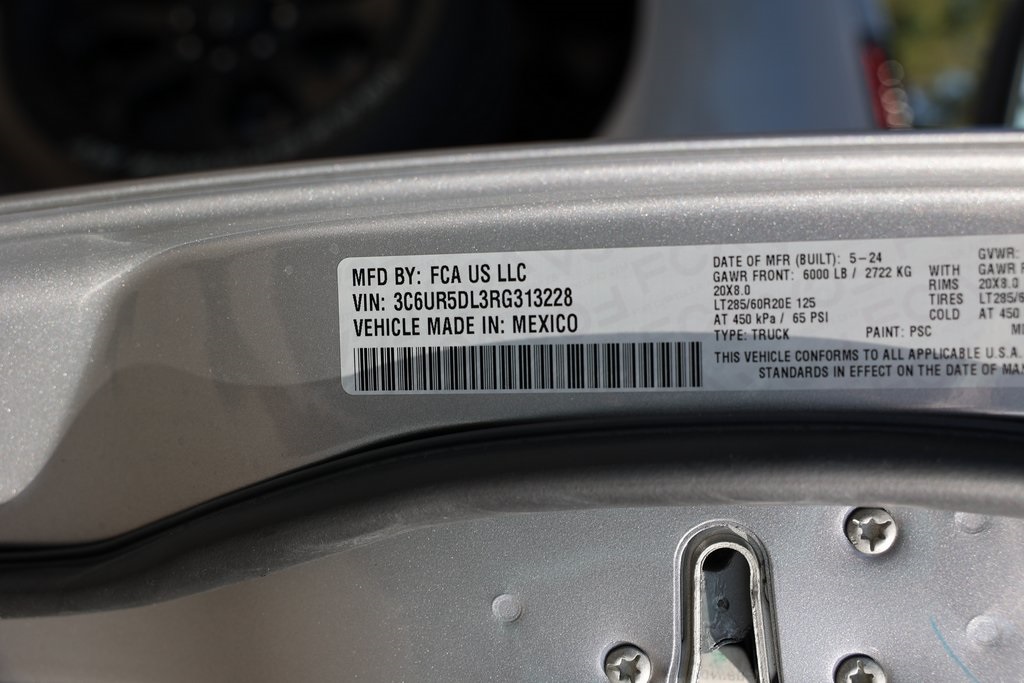 MFD BY: FCA US LLC
VIN: 3C6UR5DL3RG313228
VEHICLE MADE IN: MEXICO
DATE OF MFR (BUILT): 5-24
GAWR FRONT: 6000 LB / 2722 KG
20X8.0
LT285/60R20E 125
AT 450 kPa / 65 PSI
TYPE: TRUCK PAINT: PSC
THIS VEHICLE CONFORMS TO ALL APPLICABLE U.S.A.
STANDARDS IN EFFECT ON THE DATE OF
WITH
RIMS
TIRES
COLD
GVWR:
GAWR
20X8.0
LT285/
AT 450